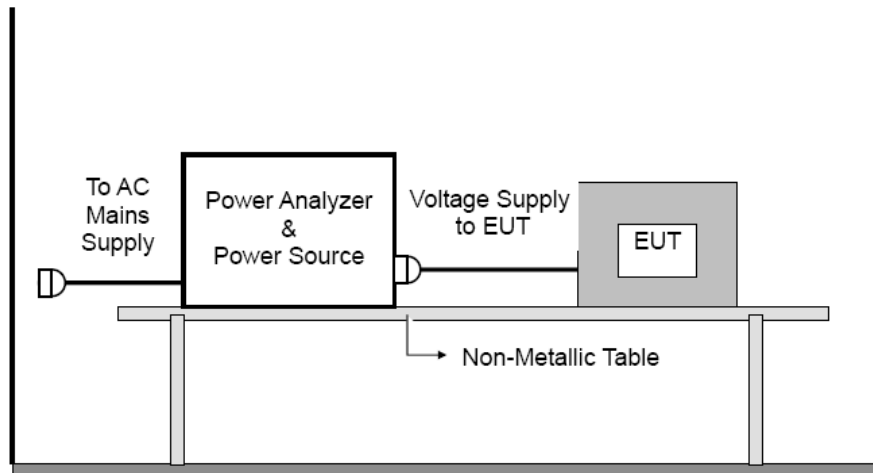 To AC
Mains
Supply
Power Analyzer
&
Power Source
Voltage Supply
to EUT
EUT
Non-Metallic Table